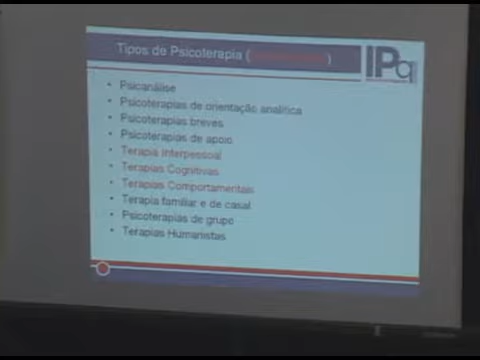 Tipos de Psicoterapia (
IPq
• Psicanálise
• Psicoterapias de orientação analítica
• Psicoterapias breves
• Psicoterapias de apoio
• Terapia Interpessoal
• Terapias Cognitivas
• Terapias Comportamentais
• Terapia familiar e de casal
• Psicoterapias de grupo
• Terapias Humanistas